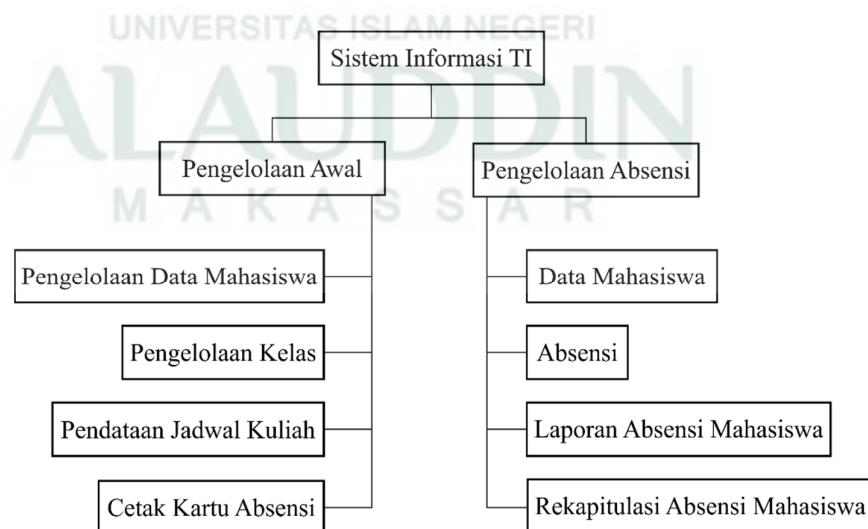 UNIVERSITAS ISLAM NEGERI
ALAUDDIN
MAKASSAR
Sistem Informasi TI
Pengelolaan Awal
Pengelolaan Absensi
Pengelolaan Data Mahasiswa
Pengelolaan Kelas
Pendataan Jadwal Kuliah
Cetak Kartu Absensi
Data Mahasiswa
Absensi
Laporan Absensi Mahasiswa
Rekapitulasi Absensi Mahasiswa